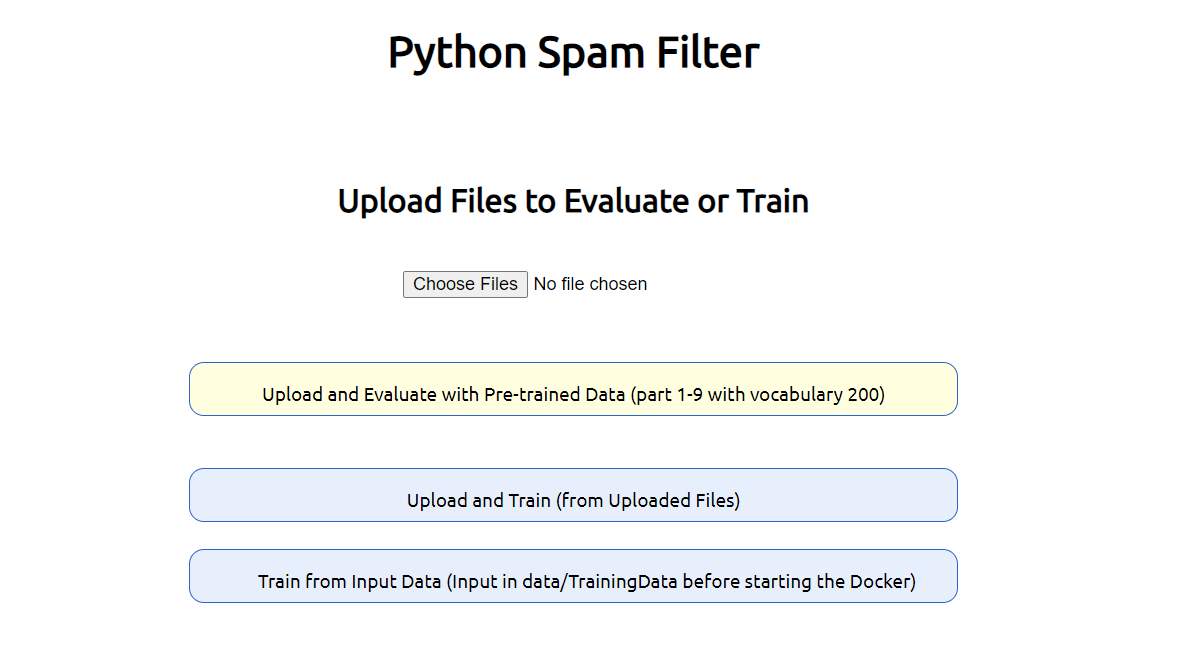 Python Spam Filter
Upload Files to Evaluate or Train
Choose Files No file chosen
Upload and Evaluate with Pre-trained Data (part 1-9 with vocabulary 200)
Upload and Train (from Uploaded Files)
Train from Input Data (Input in data/TrainingData before starting the Docker)